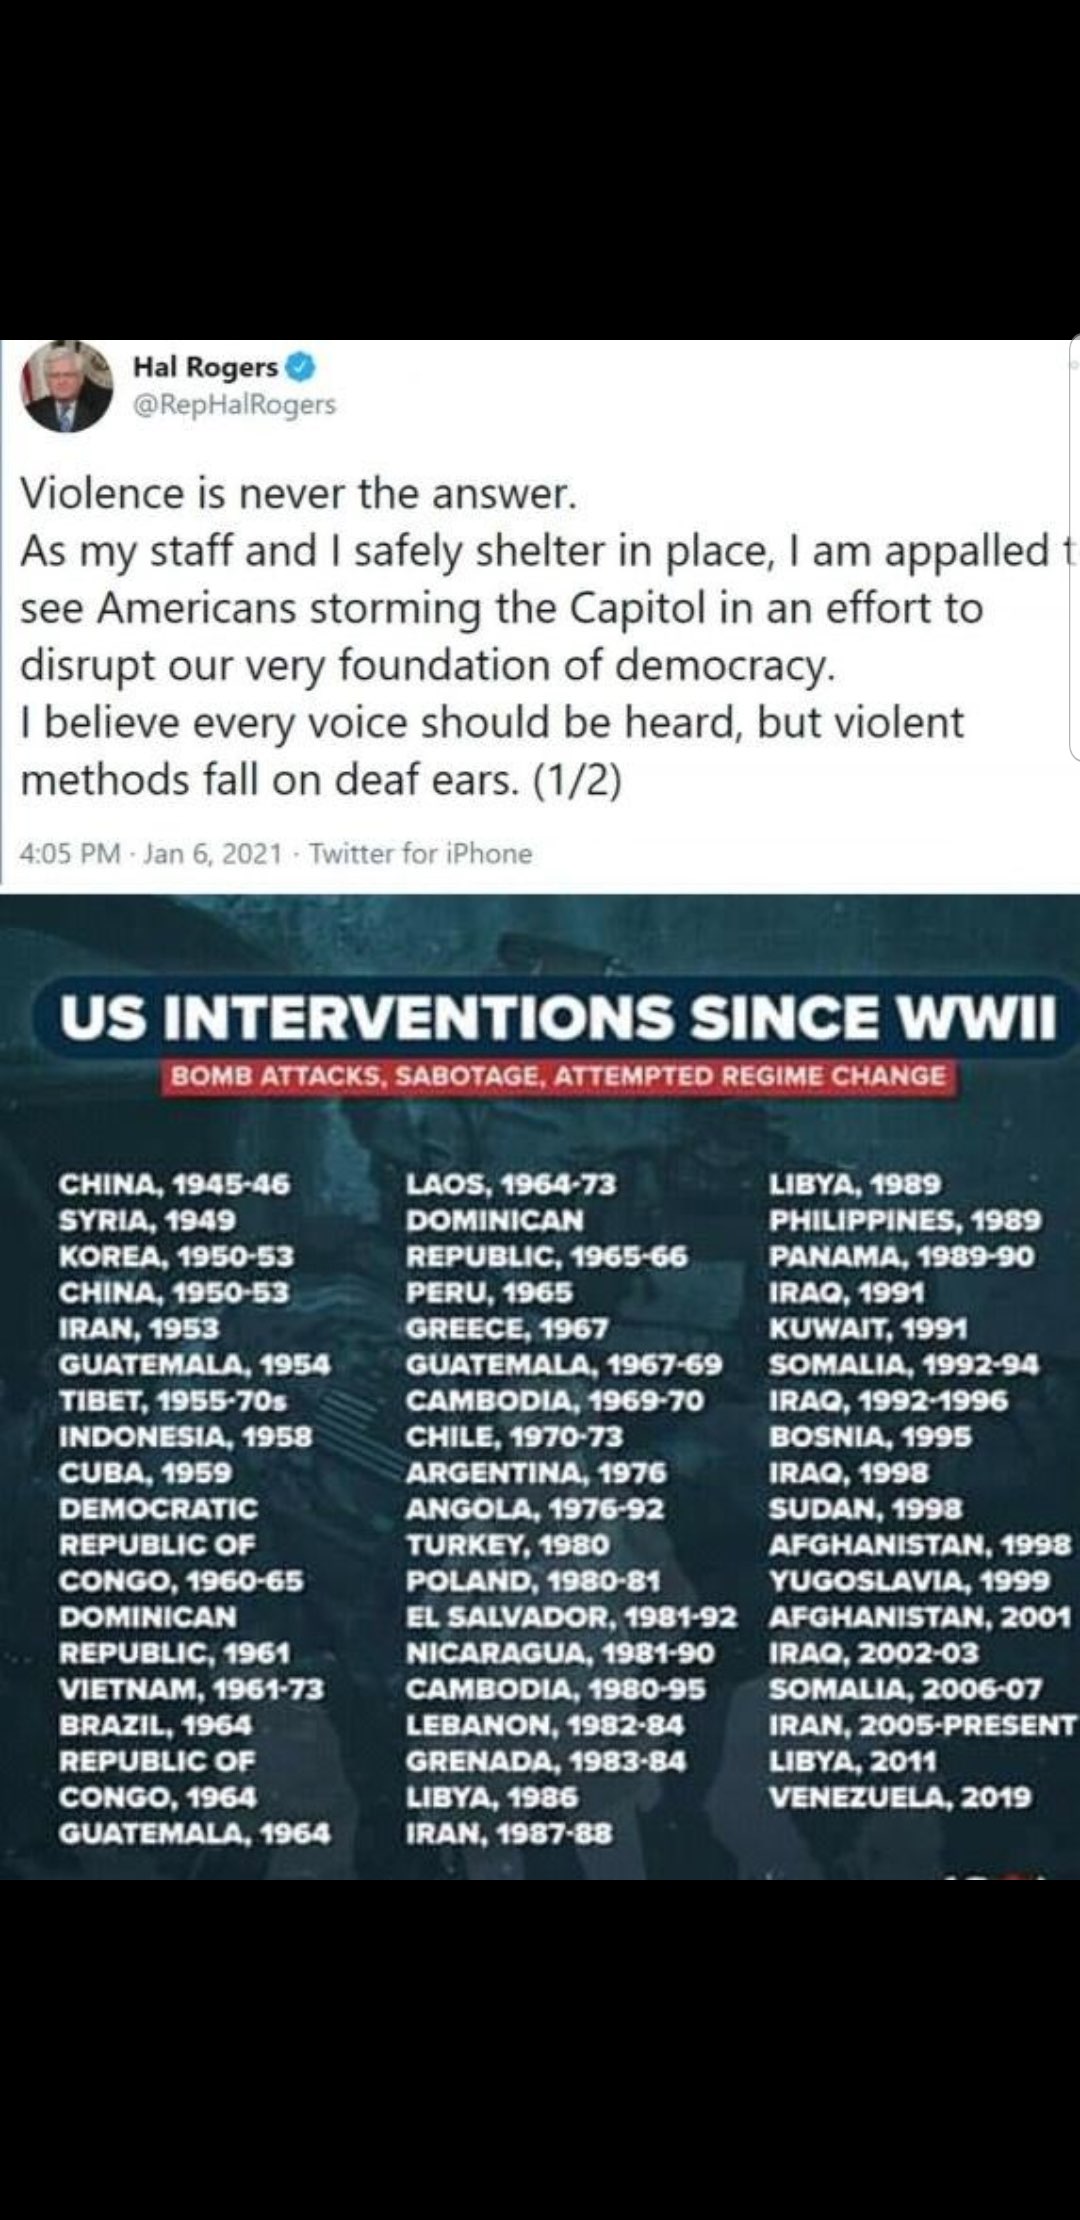 Hal Rogers
@RepHalRogers
Violence is never the answer.
As my staff and I safely shelter in place, I am appalled t
see Americans storming the Capitol in an effort to
disrupt our very foundation of democracy.
I believe every voice should be heard, but violent
methods fall on deaf ears. (1/2)
4:05 PM · Jan 6, 2021 · Twitter for iPhone
US INTERVENTIONS SINCE WWII
BOMB ATTACKS, SABOTAGE, ATTEMPTED REGIME CHANGE
CHINA, 1945-46
SYRIA, 1949
KOREA, 1950-53
CHINA, 1950-53
IRAN, 1953
GUATEMALA, 1954
TIBET, 1955-70s
INDONESIA, 1958
CUBA, 1959
DEMOCRATIC
REPUBLIC OF
CONGO, 1960-65
DOMINICAN
REPUBLIC, 1961
VIETNAM, 1961-73
BRAZIL, 1964
REPUBLIC OF
CONGO, 1964
GUATEMALA, 1964
LAOS, 1964-73
DOMINICAN
REPUBLIC, 1965-66
PERU, 1965
GREECE, 1967
GUATEMALA, 1967-69
CAMBODIA, 1969-70
CHILE, 1970-73
ARGENTINA, 1976
ANGOLA, 1976-92
TURKEY, 1980
POLAND, 1980-81
EL SALVADOR, 1981-92
NICARAGUA, 1981-90
CAMBODIA, 1980-95
LEBANON, 1982-84
GRENADA, 1983-84
LIBYA, 1986
IRAN, 1987-88
LIBYA, 1989
PHILIPPINES, 1989
PANAMA, 1989-90
IRAQ, 1991
KUWAIT, 1991
SOMALIA, 1992-94
IRAQ, 1992-1996
BOSNIA, 1995
IRAQ, 1998
SUDAN, 1998
AFGHANISTAN, 1998
YUGOSLAVIA, 1999
AFGHANISTAN, 2001
IRAQ, 2002-03
SOMALIA, 2006-07
IRAN, 2005-PRESENT
LIBYA, 2011
VENEZUELA, 2019